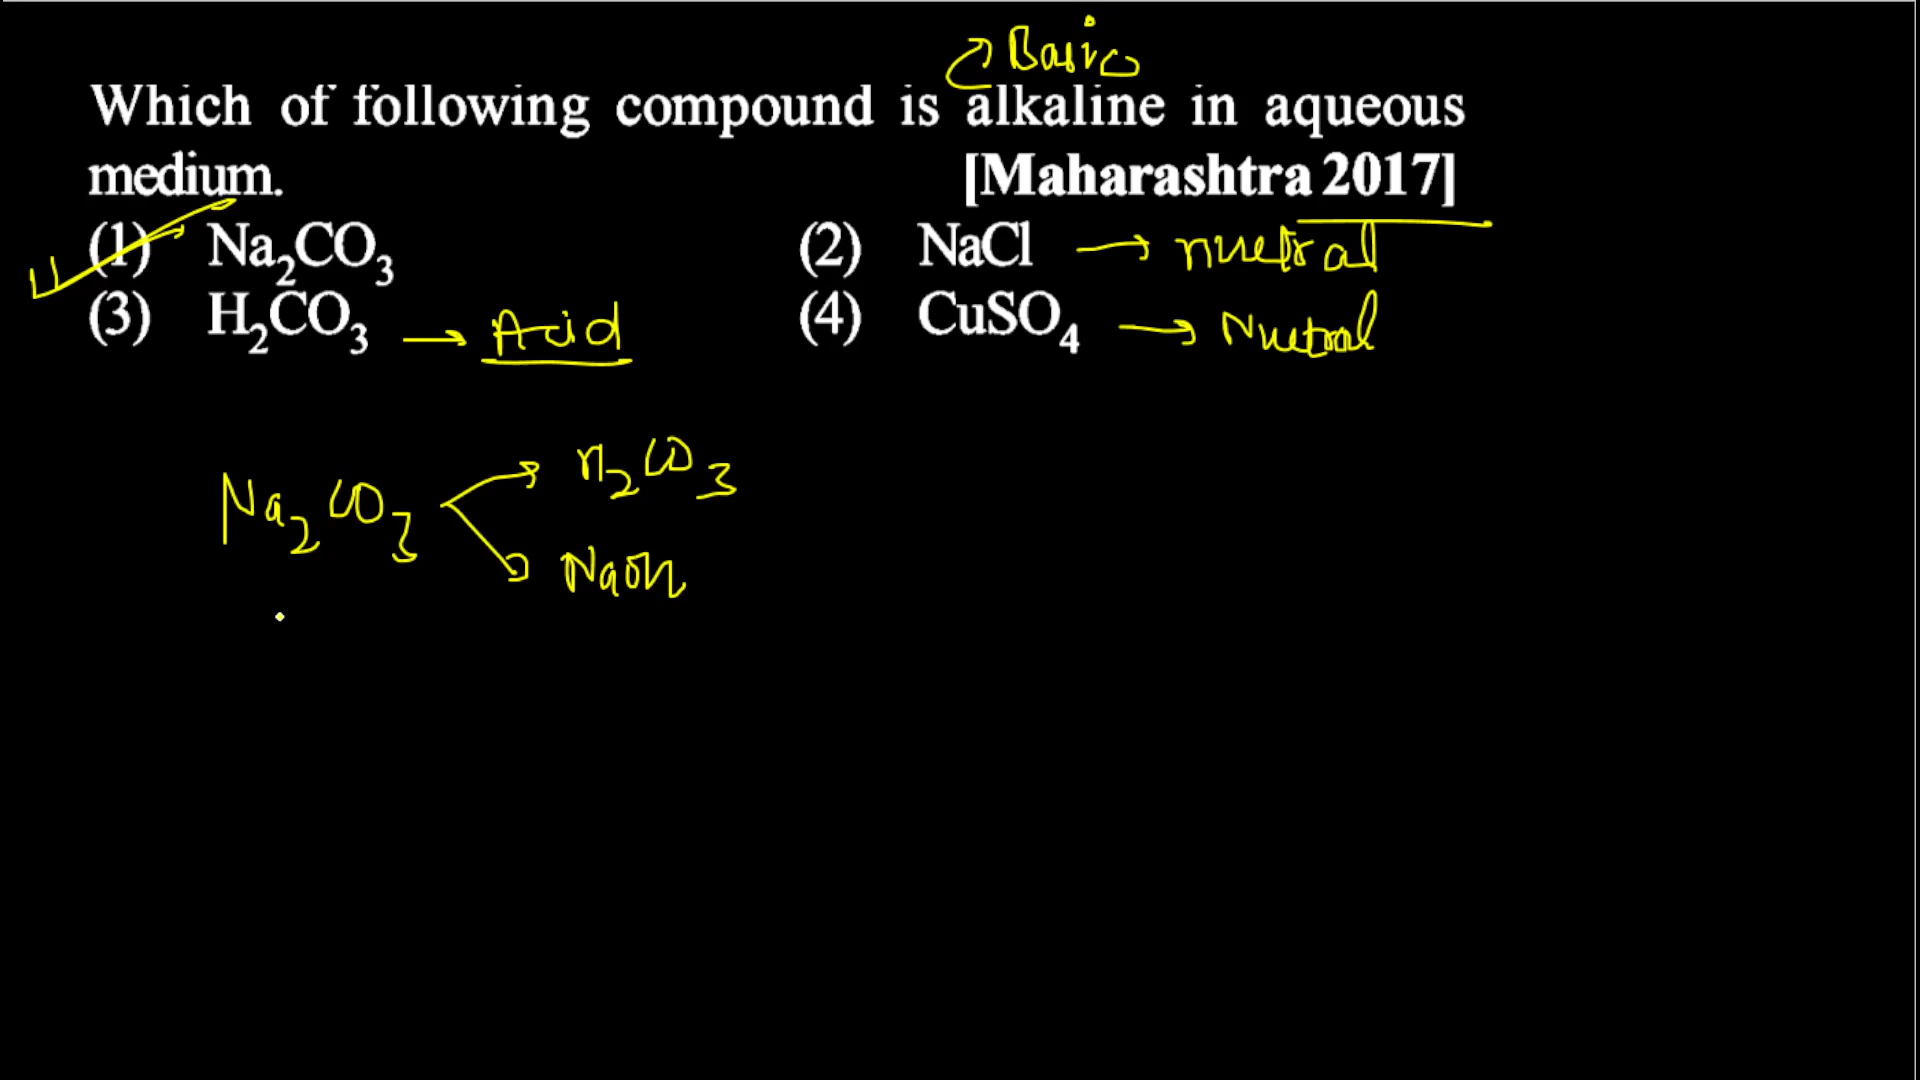 Basic
Which of following compound is alkaline in aqueous
medium. [Maharashtra 2017]
(1) Na₂CO₃ (2) NaCl → nuetral
(3) H₂CO₃ → Acid (4) CuSO₄ → Nuetral
Na₂CO₃ → H₂CO₃
→ NaOH